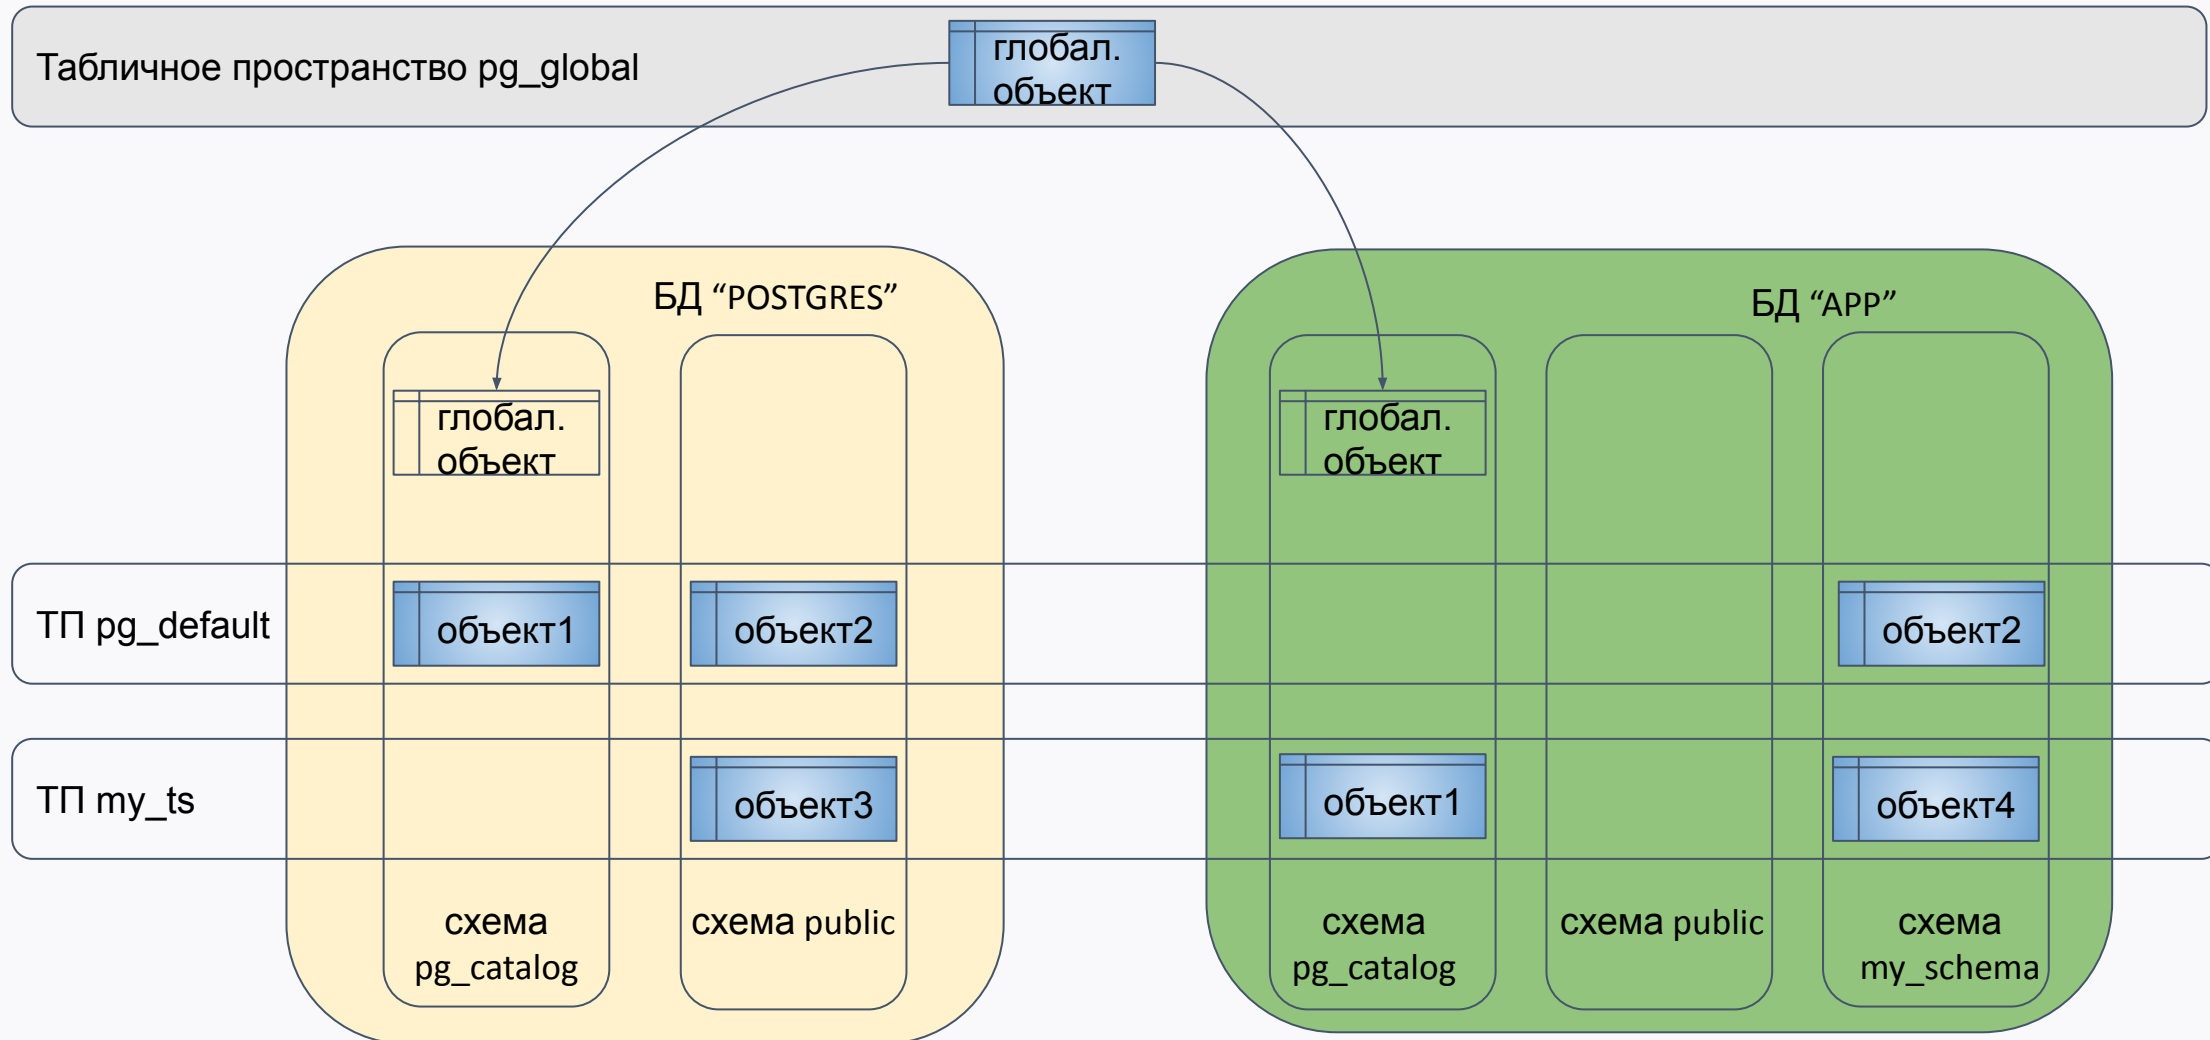 Табличное пространство pg_global
глобал.
объект
БД “POSTGRES”
БД “APP”
глобал.
объект
глобал.
объект
ТП pg_default
объект1
объект2
объект2
ТП my_ts
объект3
объект1
объект4
схема
pg_catalog
схема public
схема
pg_catalog
схема public
схема
my_schema